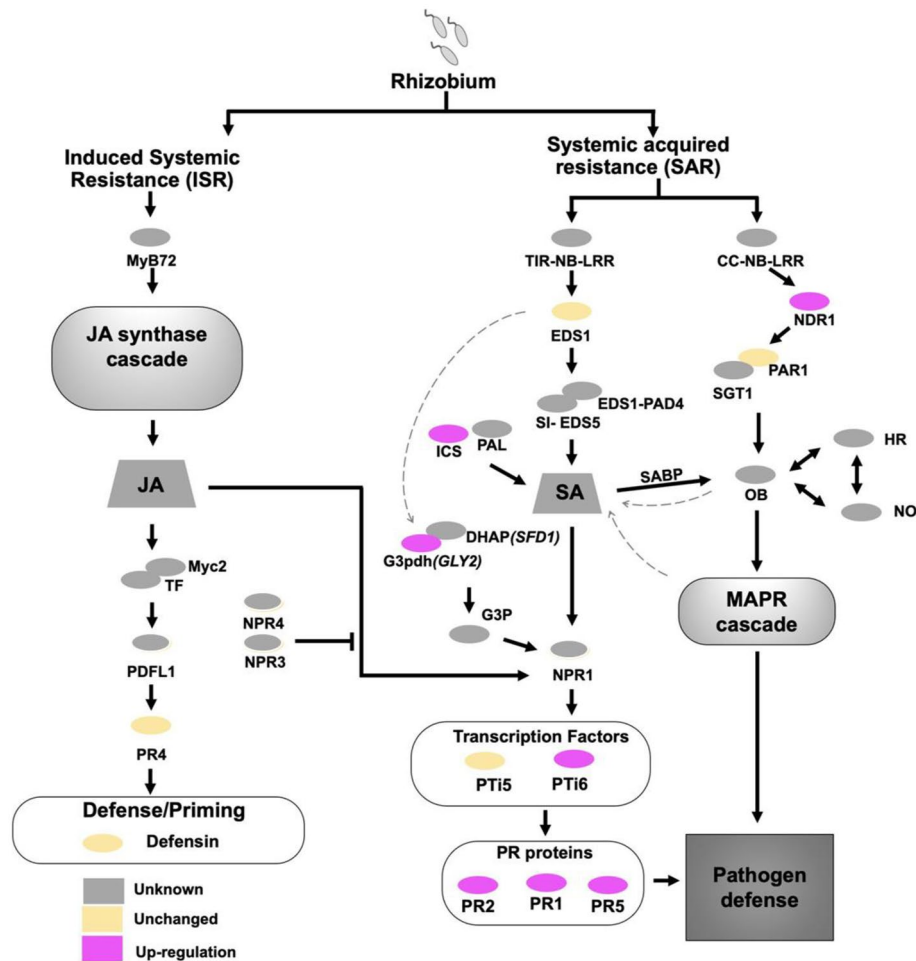 Rhizobium
Induced Systemic
Resistance (ISR)
Systemic acquired
resistance (SAR)
MyB72
TIR-NB-LRR
CC-NB-LRR
JA synthase
cascade
EDS1
NDR1
PAR1
SGT1
EDS1-PAD4
SI- EDS5
ICS
PAL
JA
SA
SABP
OB
HR
NO
DHAP(SFD1)
G3pdh(GLY2)
Myc2
TF
G3P
NPR4
NPR3
MAPR
cascade
PDFL1
NPR1
PR4
Transcription Factors
PTi5
PTi6
Defense/Priming
Defensin
PR proteins
PR2
PR1
PR5
Pathogen
defense
Unknown
Unchanged
Up-regulation